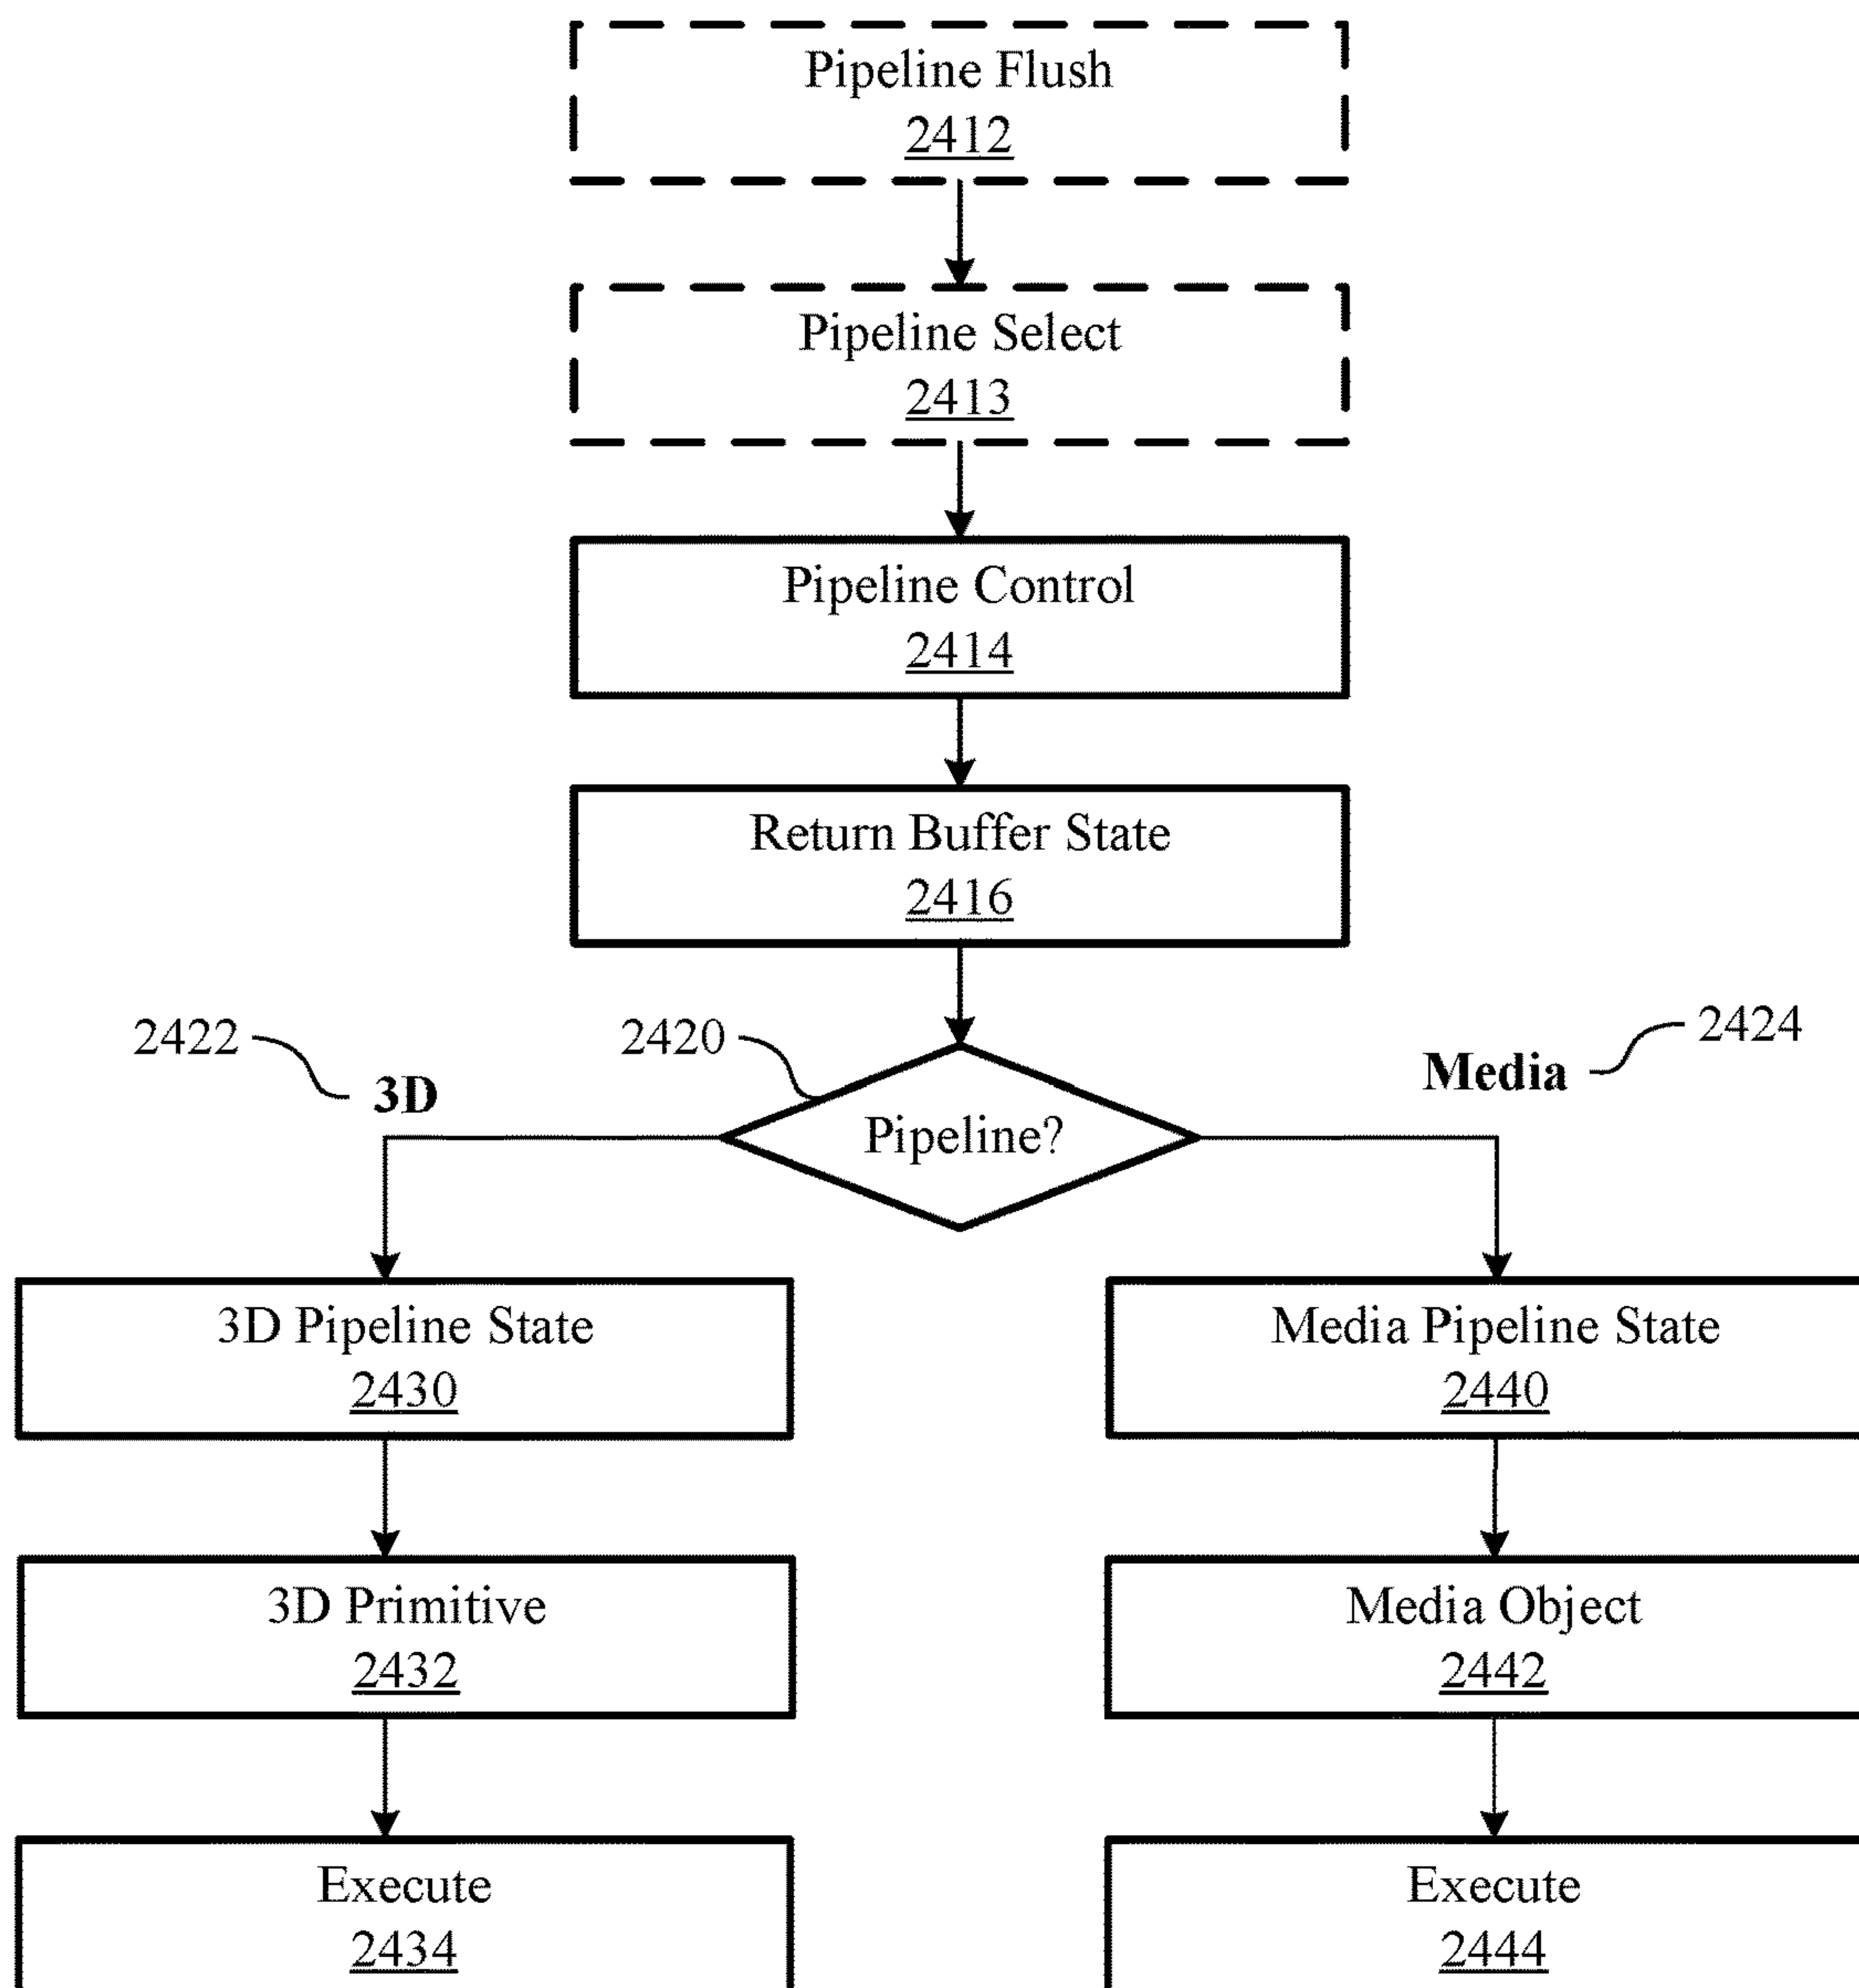 Pipeline Flush
2412
Pipeline Select
2413
Pipeline Control
2414
Return Buffer State
2416
2422
2420
2424
3D
Media
Pipeline?
3D Pipeline State
2430
Media Pipeline State
2440
3D Primitive
2432
Media Object
2442
Execute
2434
Execute
2444